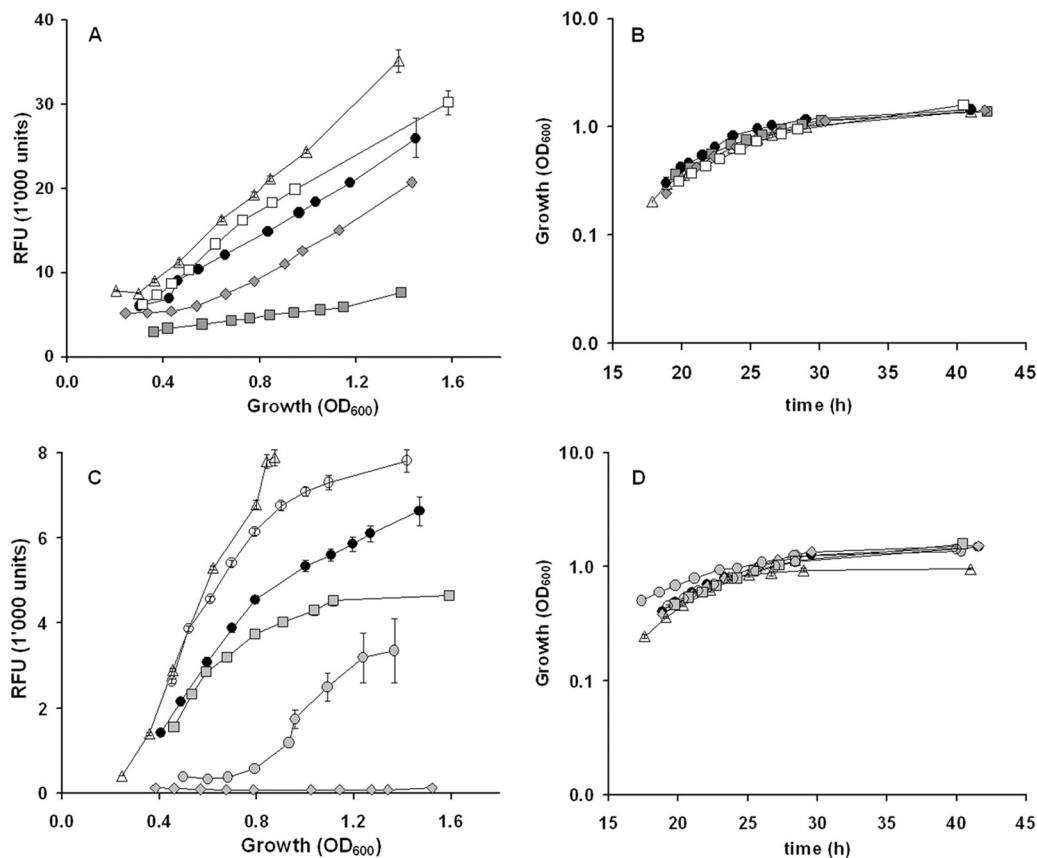 A
RFU (1'000 units)
40
30
20
10
0
0.0 0.4 0.8 1.2 1.6
Growth (OD600)
B
Growth (OD600)
10.0
1.0
0.1
0.0
15 20 25 30 35 40 45
time (h)
C
RFU (1'000 units)
8
6
4
2
0
0.0 0.4 0.8 1.2 1.6
Growth (OD600)
D
Growth (OD600)
10.0
1.0
0.1
0.0
15 20 25 30 35 40 45
time (h)